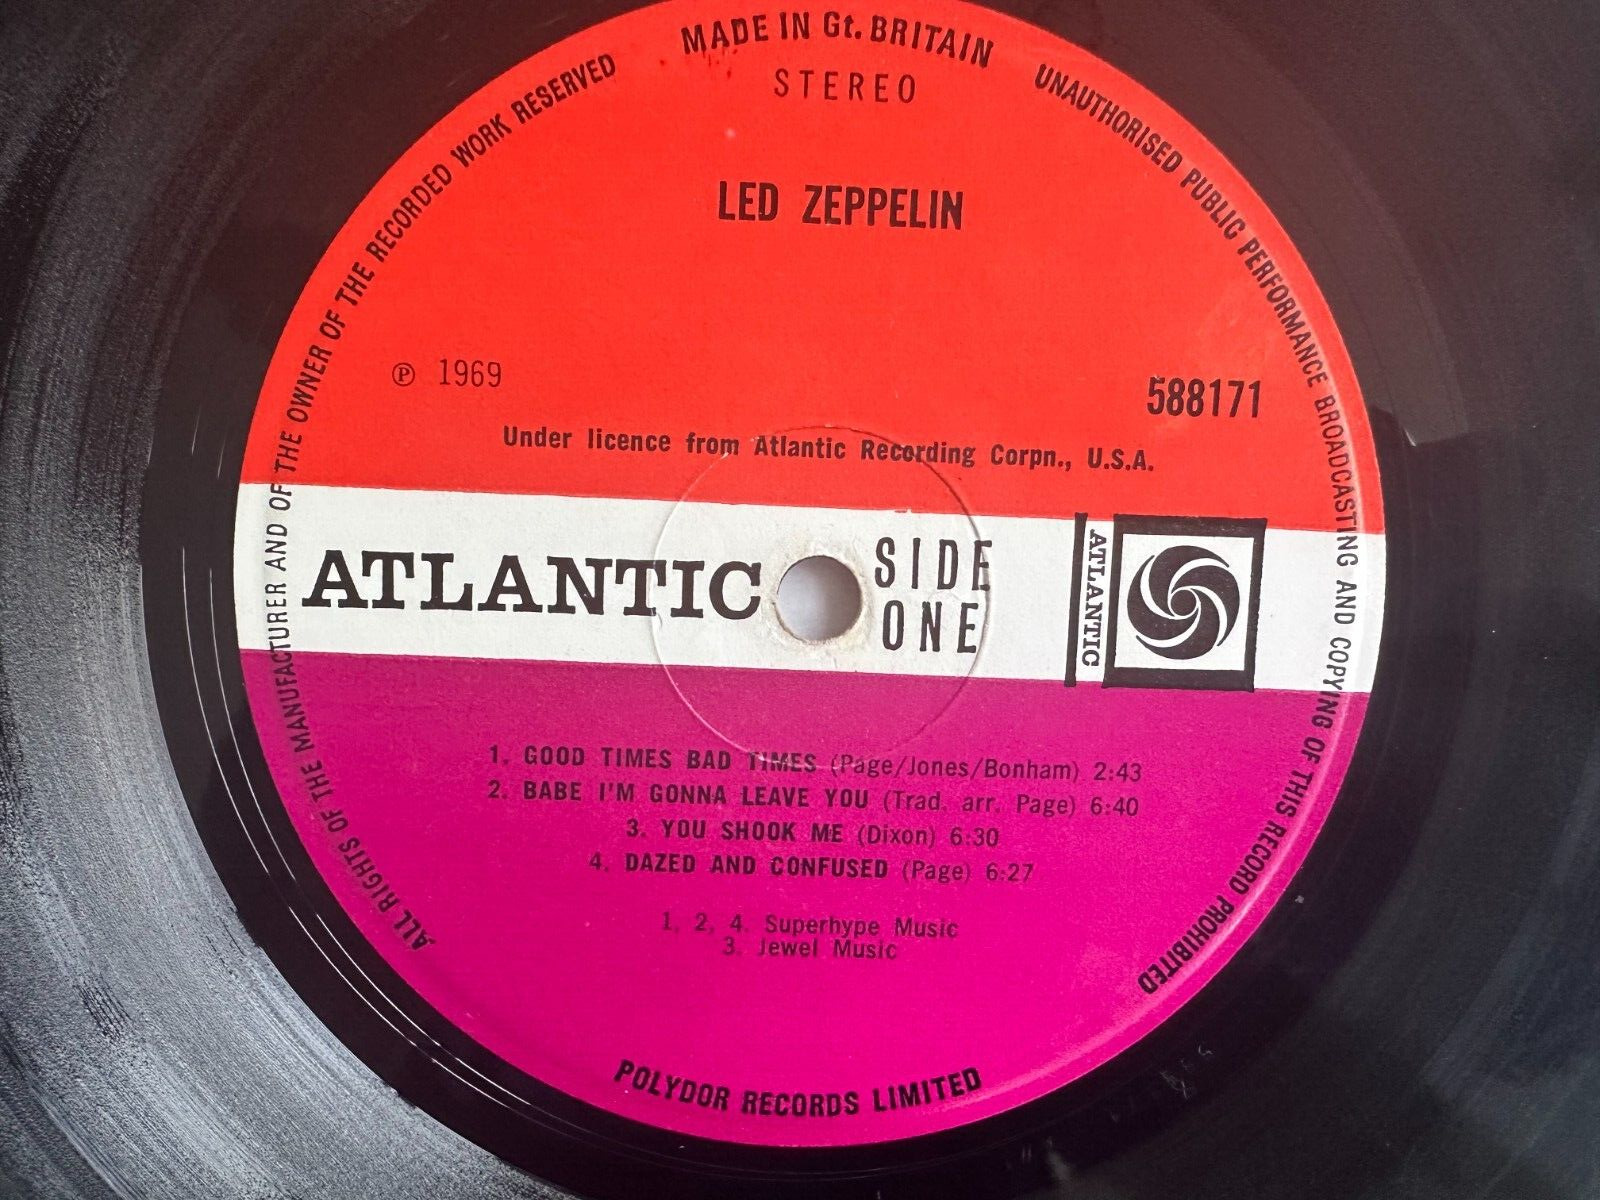 MADE IN Gt. BRITAIN
STEREO
ALL RIGHTS OF THE MANUFACTURER AND OF THE OWNER OF THE RECORDED WORK RESERVED
UNAUTHORISED PUBLIC PERFORMANCE BROADCASTING AND COPYING OF THIS RECORD PROHIBITED
LED ZEPPELIN
℗ 1969
588171
Under licence from Atlantic Recording Corpn., U.S.A.
ATLANTIC
SIDE
ONE
ATLANTIC
1. GOOD TIMES BAD TIMES (Page/Jones/Bonham) 2:43
2. BABE I'M GONNA LEAVE YOU (Trad. arr. Page) 6:40
3. YOU SHOOK ME (Dixon) 6:30
4. DAZED AND CONFUSED (Page) 6:27
1, 2, 4. Superhype Music
3. Jewel Music
POLYDOR RECORDS LIMITED